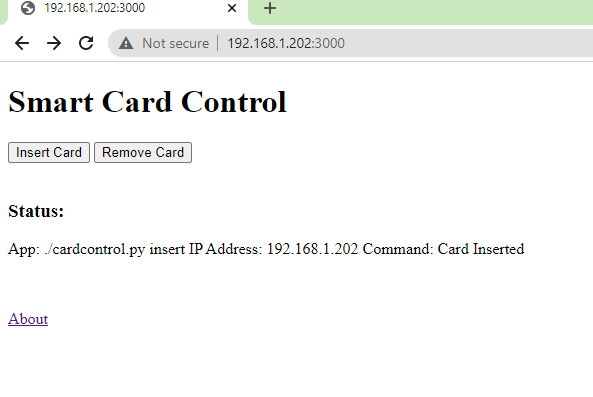 192.168.1.202:3000
Not secure 192.168.1.202:3000
Smart Card Control
Insert Card Remove Card
Status:
App: ./cardcontrol.py insert IP Address: 192.168.1.202 Command: Card Inserted
About